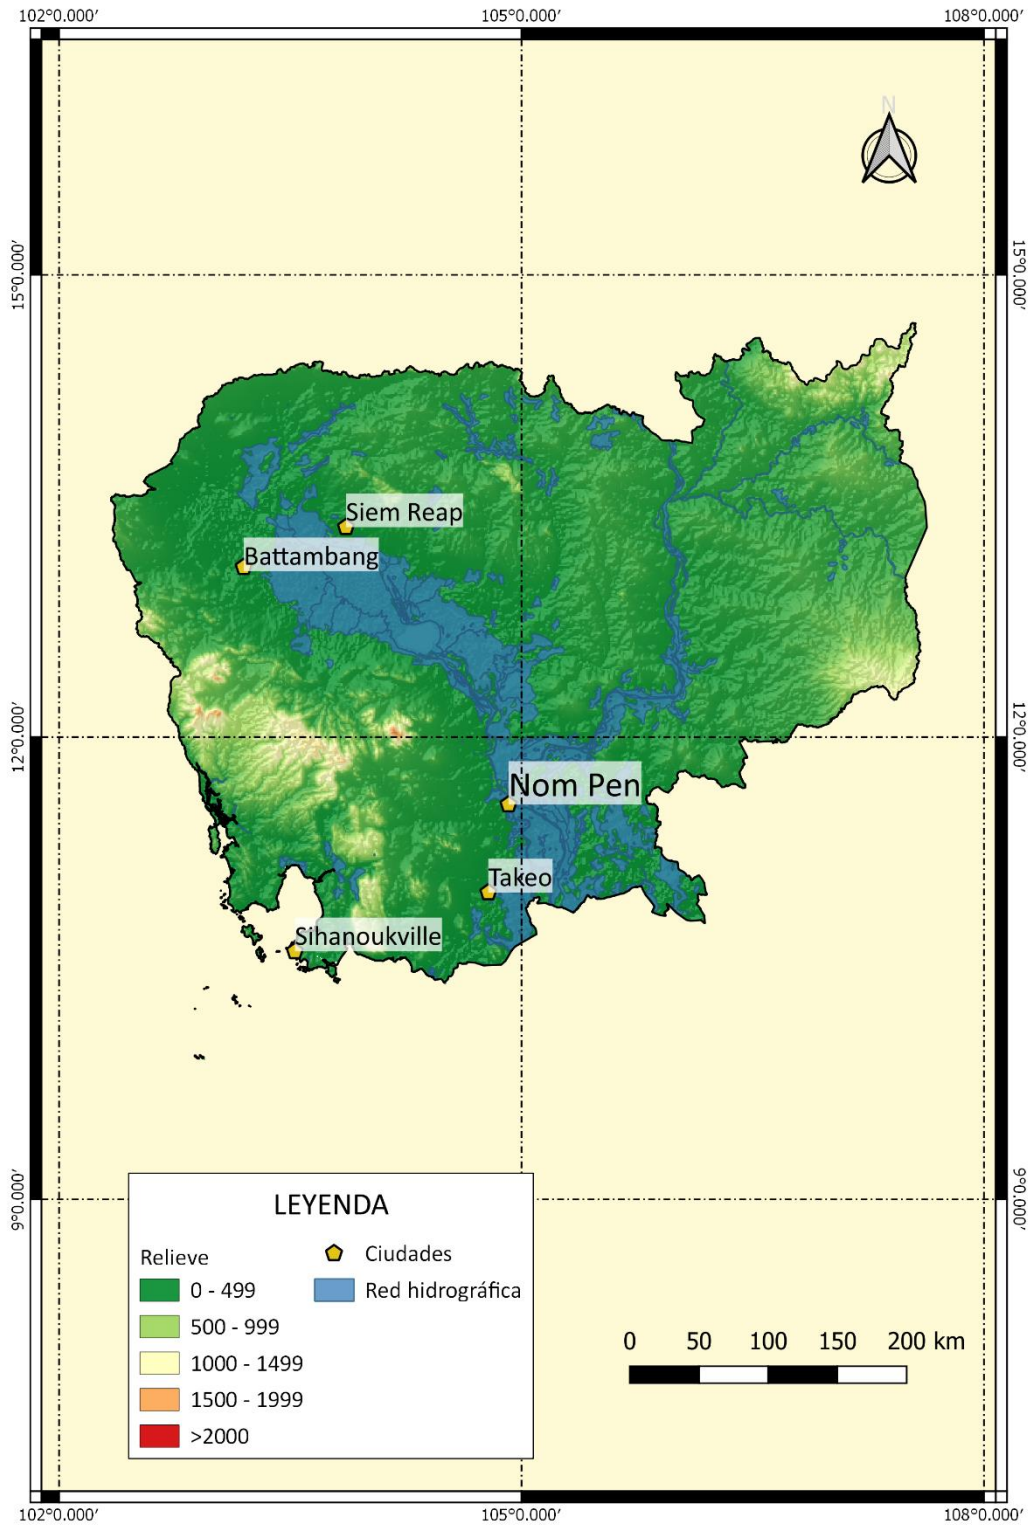 102°0.000′ 105°0.000′ 108°0.000′
N
15°0.000′ 15°0.000′
Siem Reap
Battambang
12°0.000′ 12°0.000′
Nom Pen
Takeo
Sihanoukville
9°0.000′ 9°0.000′
LEYENDA
Relieve
0 - 499
500 - 999
1000 - 1499
1500 - 1999
>2000
Ciudades
Red hidrográfica
0 50 100 150 200 km
102°0.000′ 105°0.000′ 108°0.000′